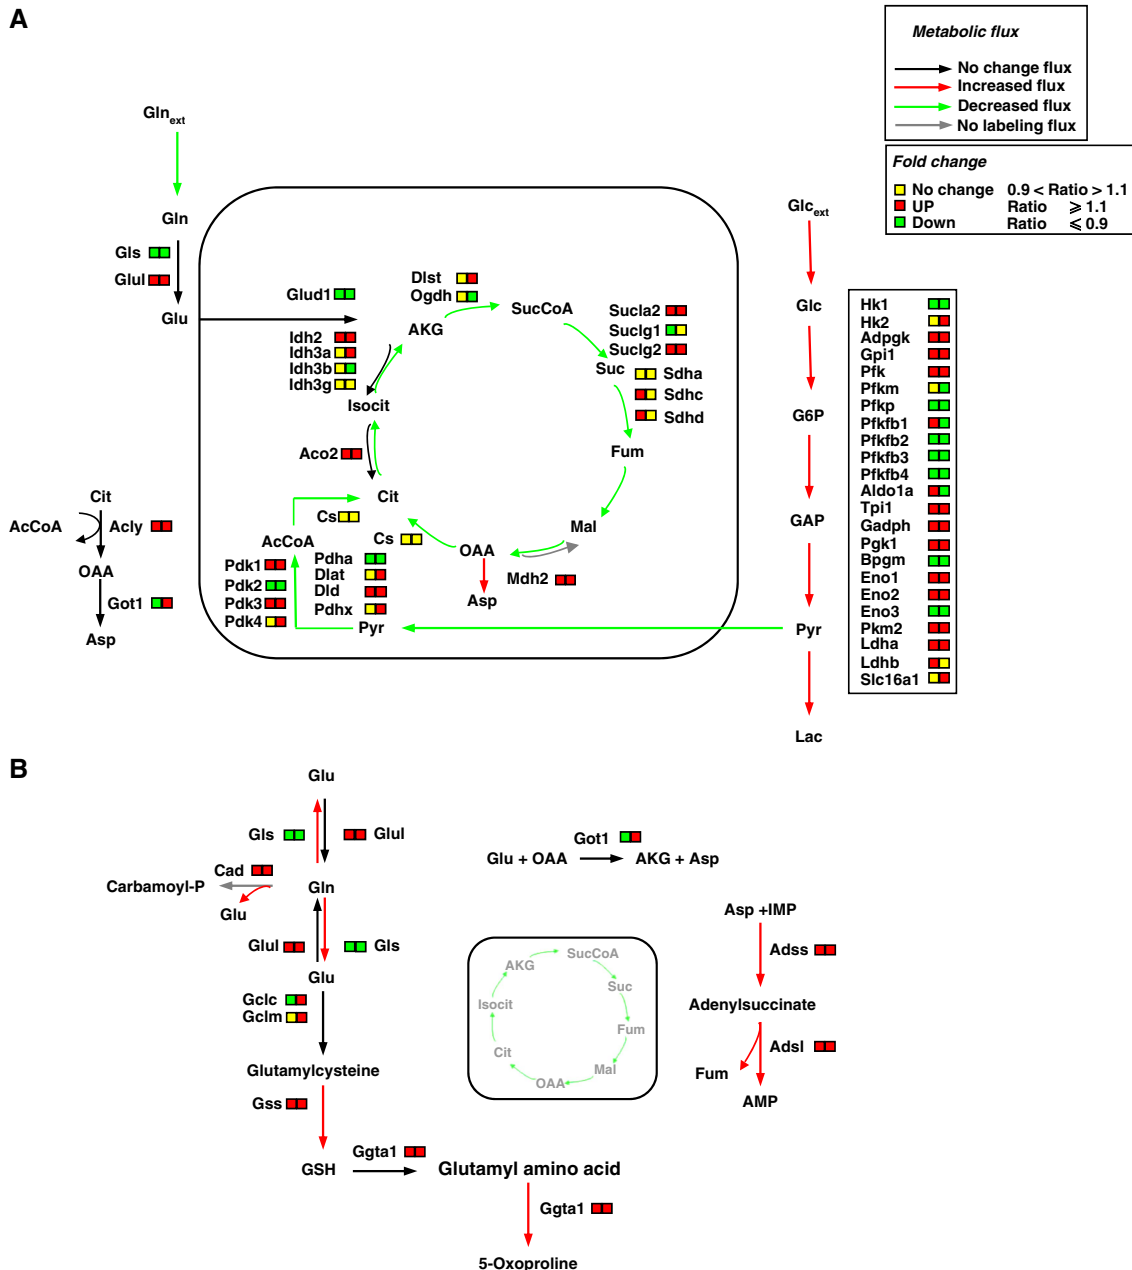 A
Metabolic flux
No change flux
Increased flux
Decreased flux
No labeling flux
Fold change
No change 0.9 < Ratio > 1.1
UP Ratio ⩾ 1.1
Down Ratio ⩽ 0.9
Gln ext
Gln
Gls
Glul
Glu
Glud1
Idh2
Idh3a
Idh3b
Idh3g
Isocit
Aco2
Cit
Cs
Cs
AcCoA
Pdk1
Pdk2
Pdk3
Pdk4
Pdha
Dlat
Dld
Pdhx
Pyr
Dlst
Ogdh
AKG
SucCoA
Sucla2
Suclg1
Suclg2
Suc
Sdha
Sdhc
Sdhd
Fum
Mal
OAA
Mdh2
Asp
Cit
AcCoA
Acly
OAA
Got1
Asp
Glc ext
Glc
G6P
GAP
Pyr
Lac
Hk1
Hk2
Adpgk
Gpi1
Pfk
Pfkm
Pfkp
Pfkfb1
Pfkfb2
Pfkfb3
Pfkfb4
Aldo1a
Tpi1
Gadph
Pgk1
Bpgm
Eno1
Eno2
Eno3
Pkm2
Ldha
Ldhb
Slc16a1
B
Glu
Gls
Glul
Cad
Carbamoyl-P
Gln
Glu
Glul
Gls
Glu
Gclc
Gclm
Glutamylcysteine
Gss
GSH
Ggta1
Glutamyl amino acid
Ggta1
5-Oxoproline
Got1
Glu + OAA AKG + Asp
AKG
SucCoA
Suc
Fum
Mal
OAA
Cit
Isocit
Asp +IMP
Adss
Adenylsuccinate
Adsl
Fum
AMP